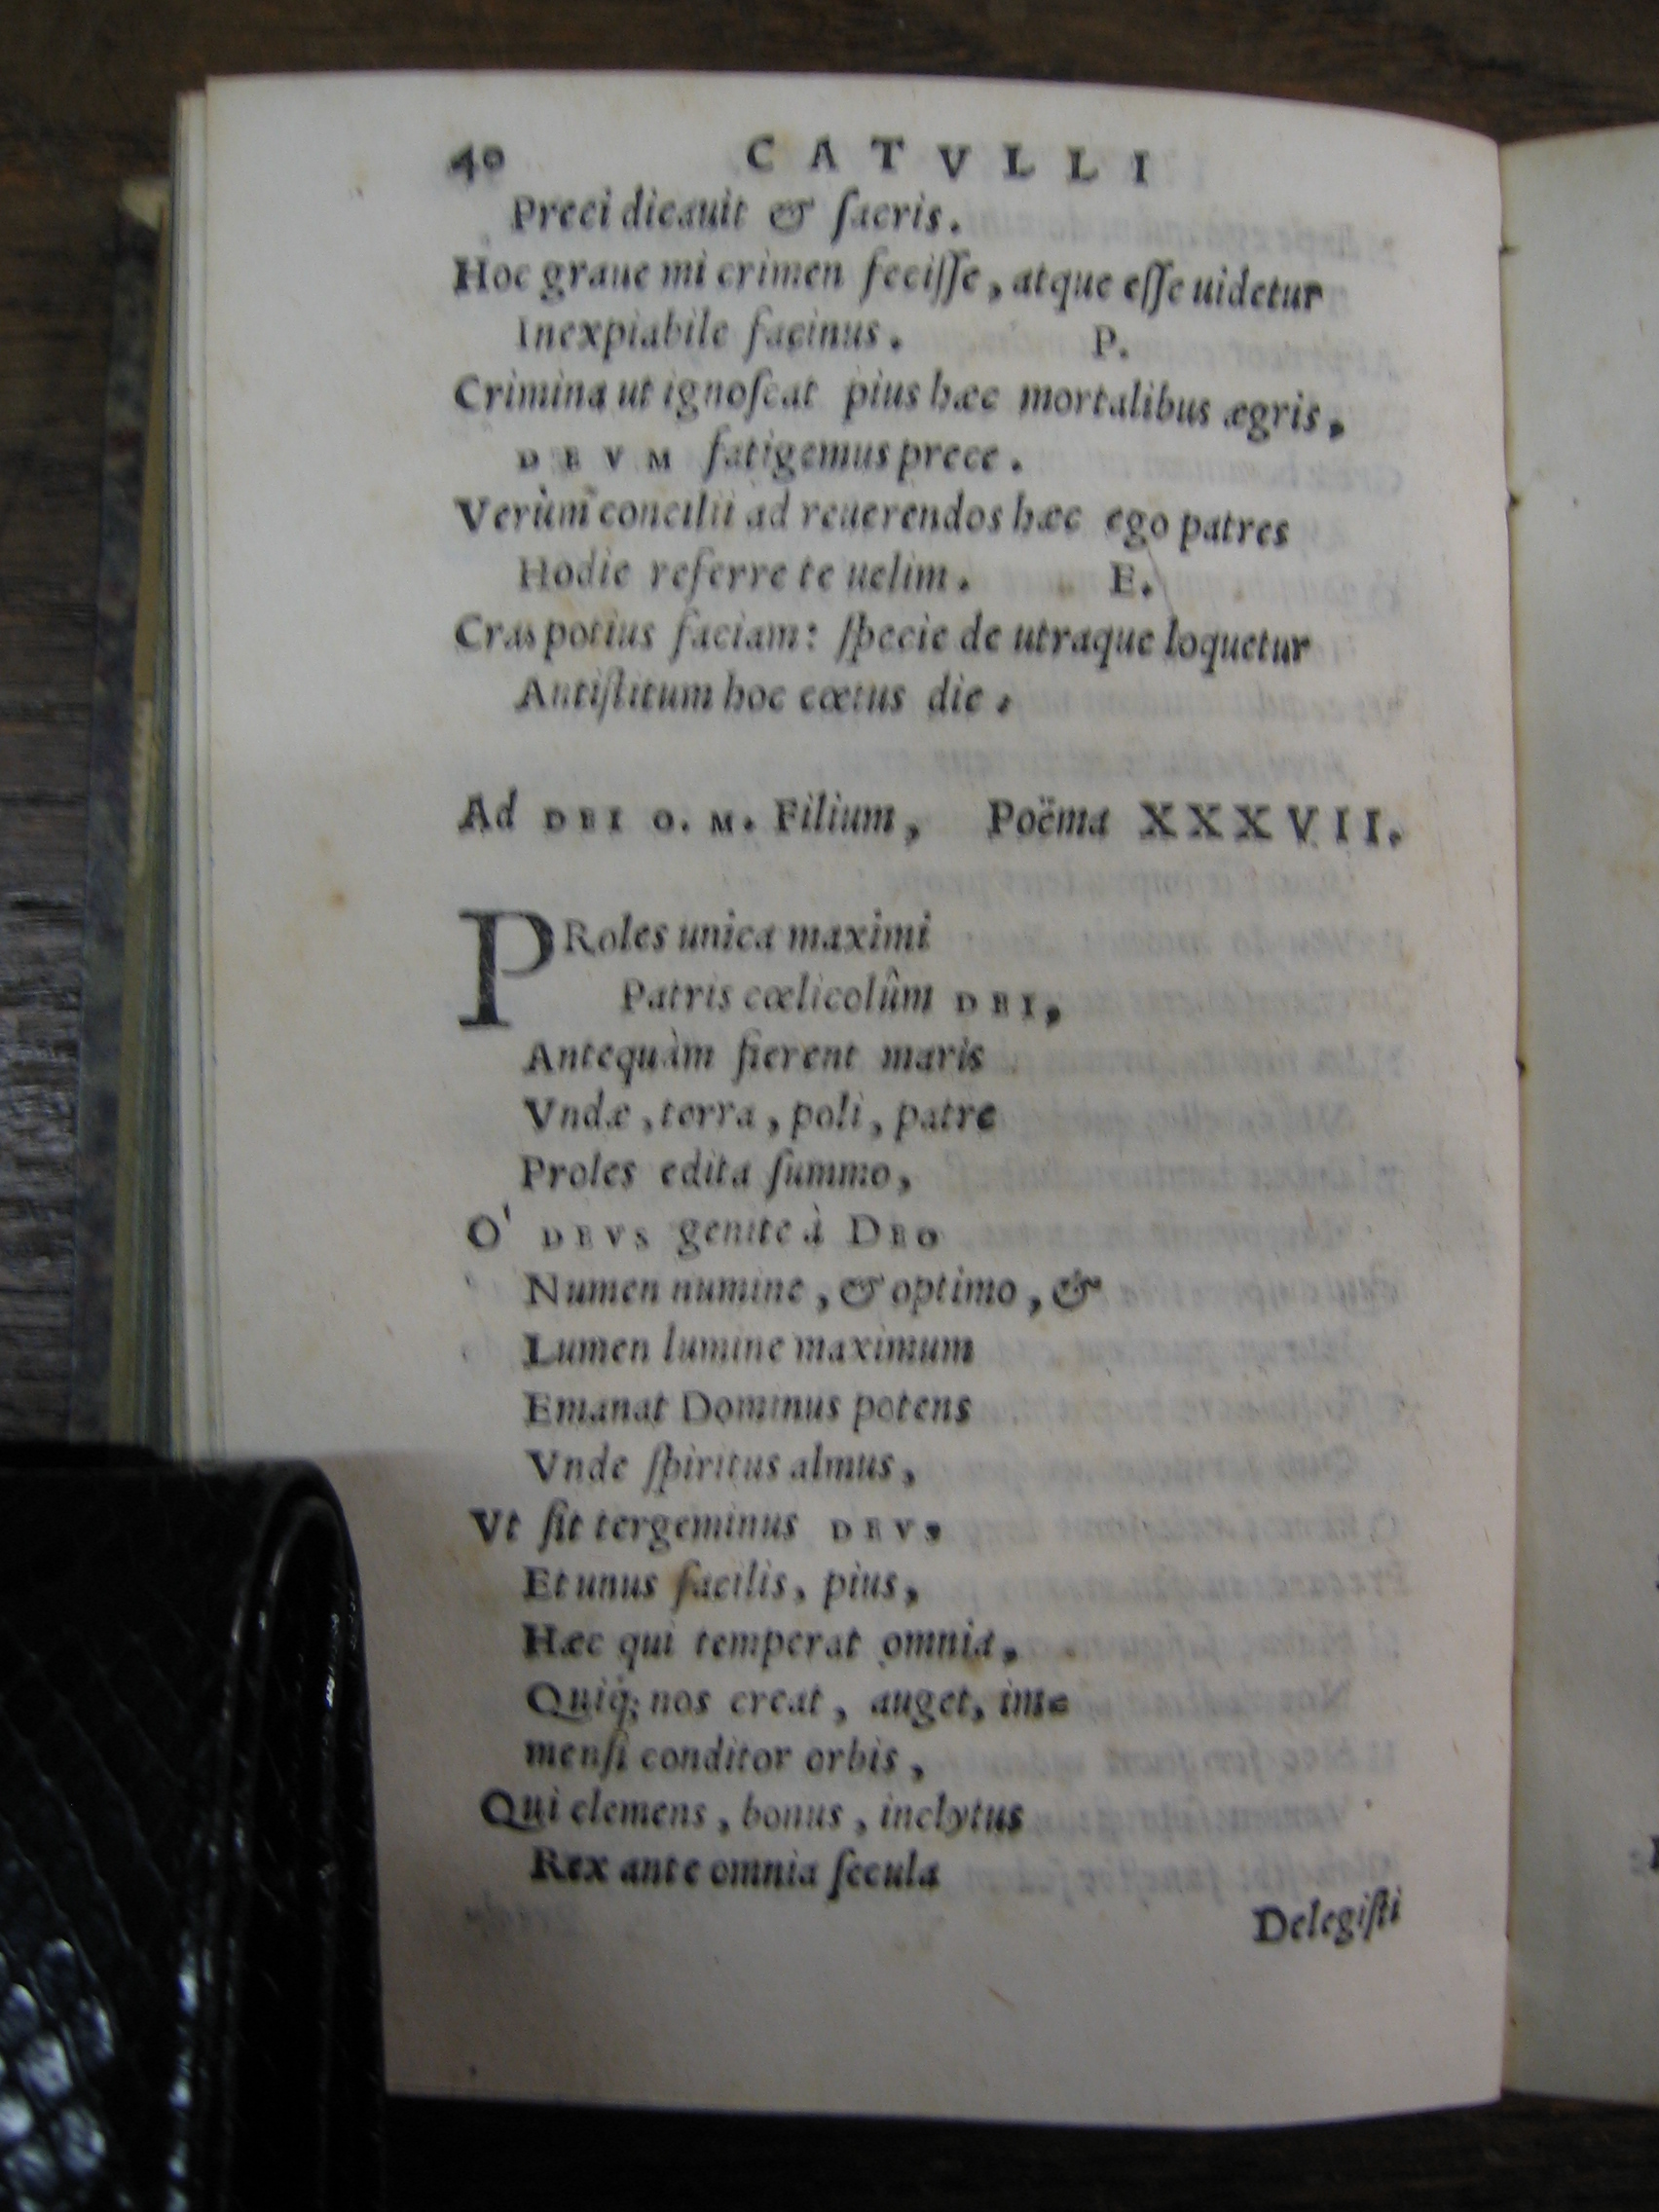 40 CATVLLI
Preci dicauit & ſacris.
Hoc graue mi crimen feciſſe, atque eſſe uidetur
Inexpiabile facinus. P.
Crimina ut ignoſcat pius hæc mortalibus ægris,
DEVM fatigemus prece.
Verùm concilii ad reuerendos hæc ego patres
Hodie referre te uelim. E.
Cras potius faciam: ſpecie de utraque loquetur
Antiſtitum hoc cœtus die.
Ad DEI O. M. Filium, Poëma XXXVII.
PRoles unica maximi
Patris cœlicolûm DEI,
Antequàm fierent maris
Vndæ, terra, poli, patre
Proles edita ſummo,
O' DEVS genite à DEO
Numen numine, & optimo, &
Lumen lumine maximum
Emanat Dominus potens
Vnde ſpiritus almus,
Vt ſit tergeminus DEVS
Et unus facilis, pius,
Hæc qui temperat omnia,
Quiq; nos creat, auget, im=
menſi conditor orbis,
Qui clemens, bonus, inclytus
Rex ante omnia ſecula
Delegiſti